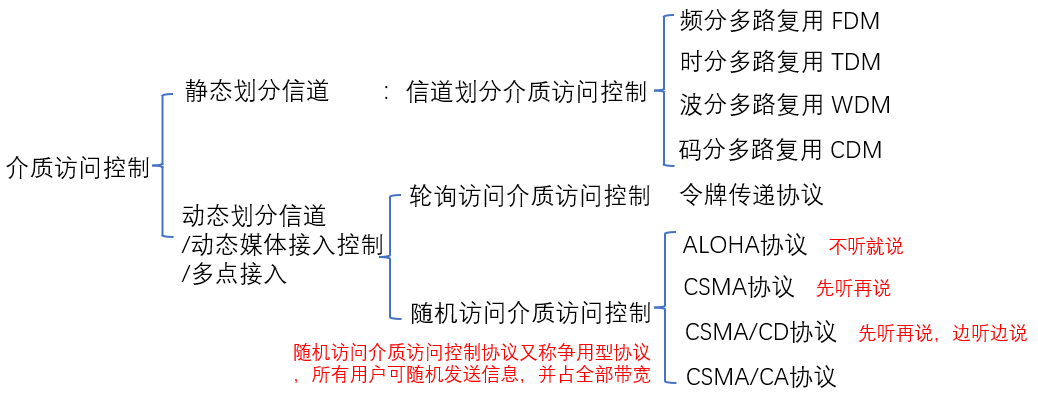 频分多路复用 FDM
时分多路复用 TDM
静态划分信道 : 信道划分介质访问控制
波分多路复用 WDM
码分多路复用 CDM
介质访问控制
轮询访问介质访问控制 令牌传递协议
动态划分信道
/动态媒体接入控制
/多点接入
ALOHA协议 不听就说
CSMA协议 先听再说
随机访问介质访问控制
CSMA/CD协议 先听再说，边听边说
随机访问介质访问控制协议又称争用型协议
，所有用户可随机发送信息，并占全部带宽
CSMA/CA协议